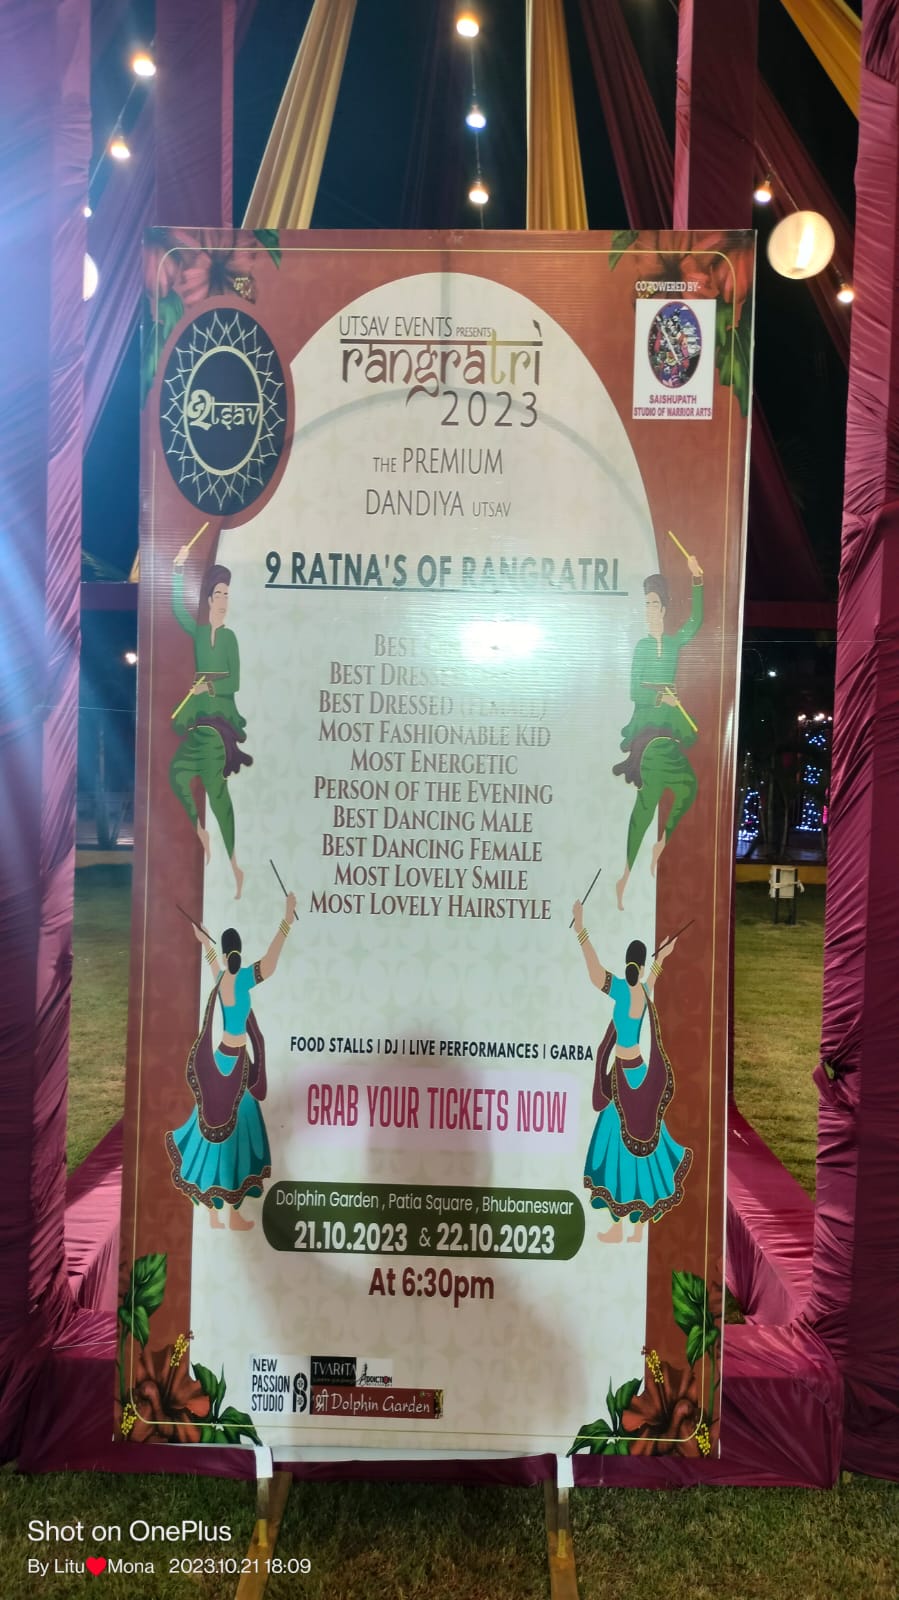 UTSAV EVENTS PRESENTS
rangratri
2023
THE PREMIUM
DANDIYA UTSAV
utsav
CO POWERED BY-
SAISHUPATH
STUDIO OF WARRIOR ARTS
9 RATNA'S OF RANGRATRI
BEST
BEST DRESSED
BEST DRESSED (FEMALE)
MOST FASHIONABLE KID
MOST ENERGETIC
PERSON OF THE EVENING
BEST DANCING MALE
BEST DANCING FEMALE
MOST LOVELY SMILE
MOST LOVELY HAIRSTYLE
FOOD STALLS | DJ | LIVE PERFORMANCES | GARBA
GRAB YOUR TICKETS NOW
Dolphin Garden , Patia Square , Bhubaneswar
21.10.2023 & 22.10.2023
At 6:30pm
NEW
PASSION
STUDIO
TVARITA
श्री Dolphin Garden
Shot on OnePlus
By Litu❤Mona 2023.10.21 18:09